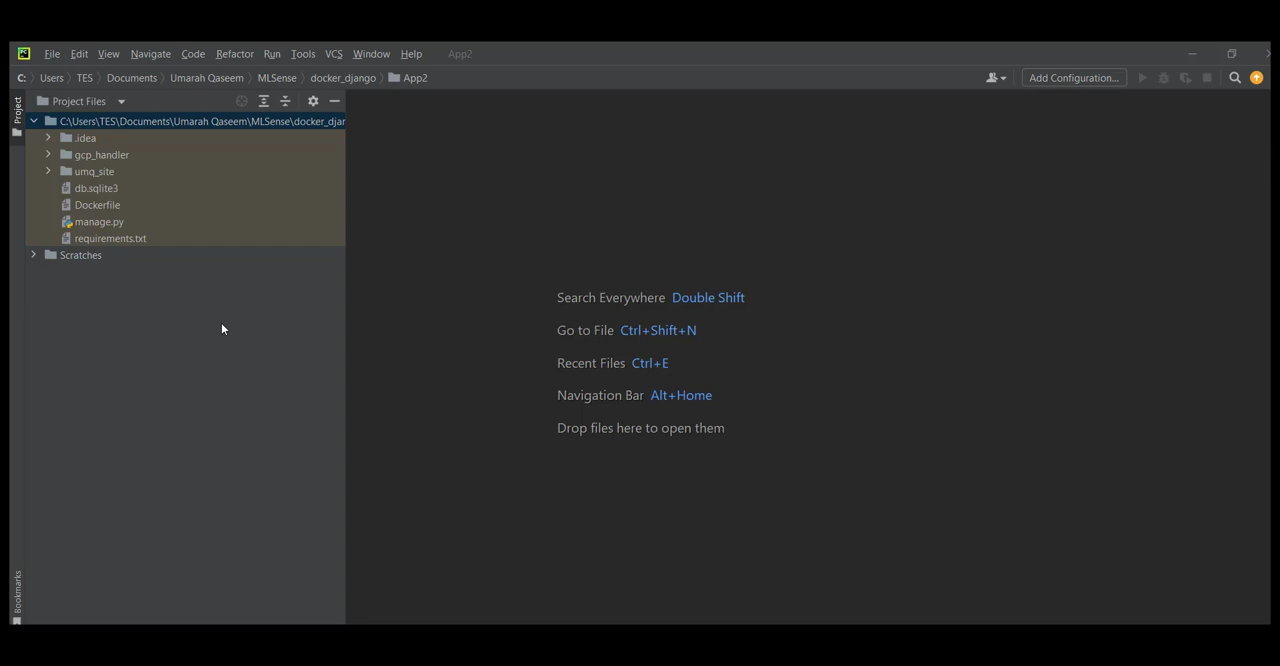 PC File Edit View Navigate Code Refactor Run Tools VCS Window Help App2
C: Users TES Documents Umarah Qaseem MLSense docker_django App2 Add Configuration...
Project
Project Files
C:\Users\TES\Documents\Umarah Qaseem\MLSense\docker_djan
.idea
gcp_handler
umq_site
db.sqlite3
Dockerfile
manage.py
requirements.txt
Scratches
Search Everywhere Double Shift
Go to File Ctrl+Shift+N
Recent Files Ctrl+E
Navigation Bar Alt+Home
Drop files here to open them
Bookmarks